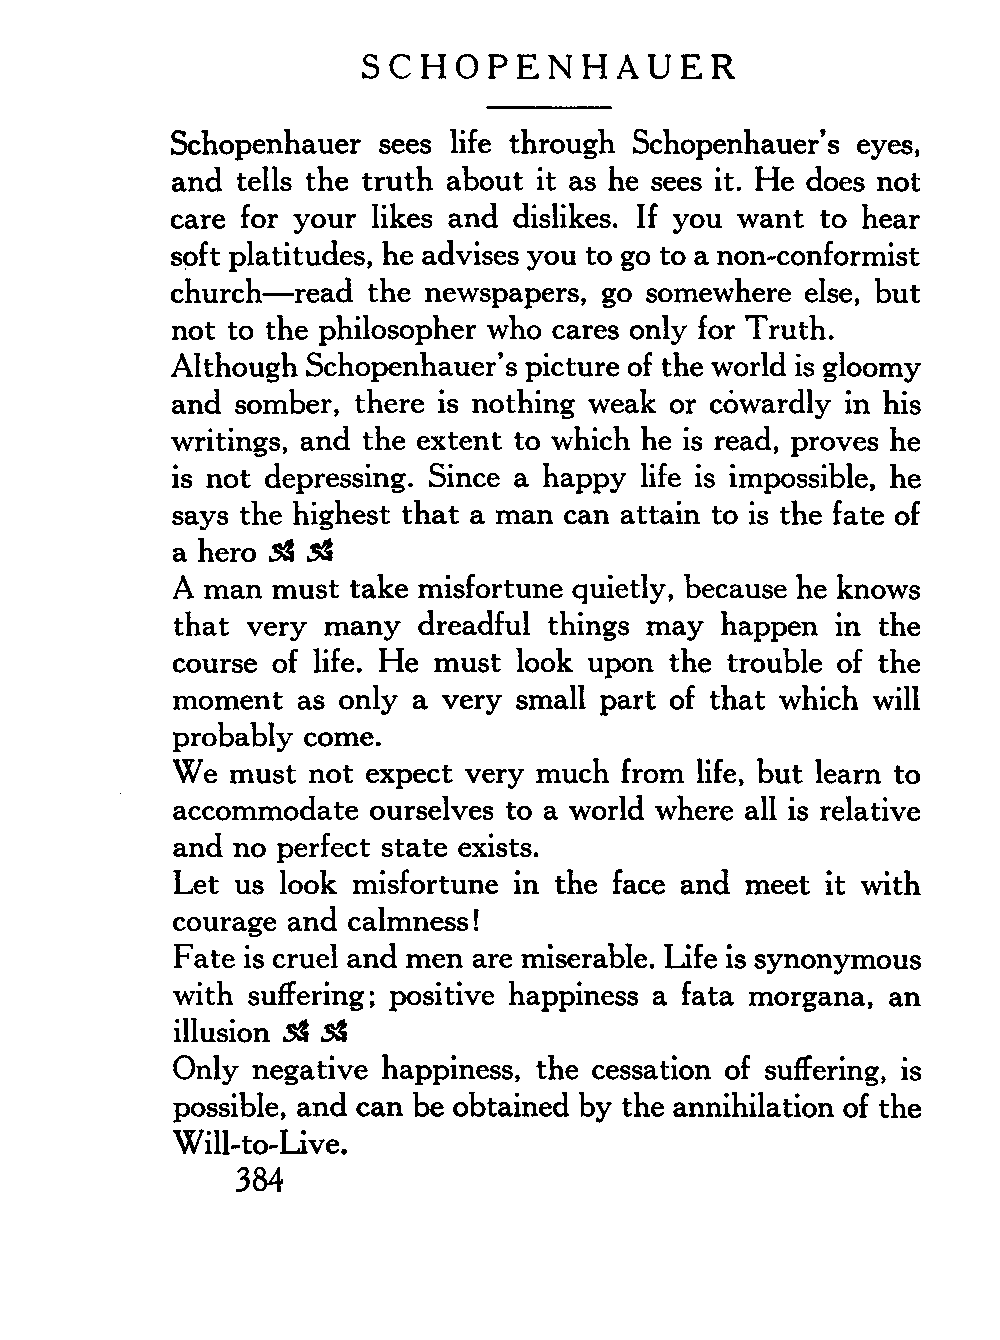 SCHOPENHAUER
Schopenhauer sees life through Schopenhauer's eyes,
and tells the truth about it as he sees it. He does not
care for your likes and dislikes. If you want to hear
soft platitudes, he advises you to go to a non-conformist
church—read the newspapers, go somewhere else, but
not to the philosopher who cares only for Truth.
Although Schopenhauer's picture of the world is gloomy
and somber, there is nothing weak or cowardly in his
writings, and the extent to which he is read, proves he
is not depressing. Since a happy life is impossible, he
says the highest that a man can attain to is the fate of
a hero
A man must take misfortune quietly, because he knows
that very many dreadful things may happen in the
course of life. He must look upon the trouble of the
moment as only a very small part of that which will
probably come.
We must not expect very much from life, but learn to
accommodate ourselves to a world where all is relative
and no perfect state exists.
Let us look misfortune in the face and meet it with
courage and calmness!
Fate is cruel and men are miserable. Life is synonymous
with suffering; positive happiness a fata morgana, an
illusion
Only negative happiness, the cessation of suffering, is
possible, and can be obtained by the annihilation of the
Will-to-Live.
384